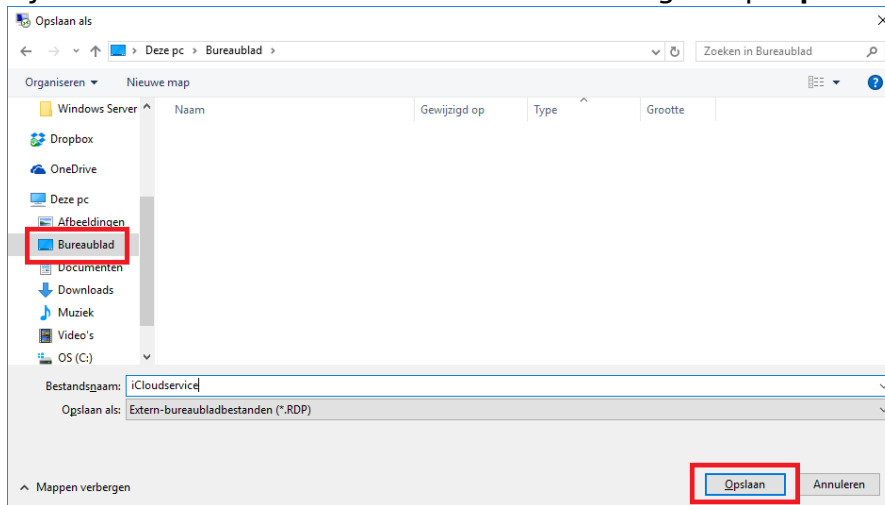 Opslaan als
Deze pc > Bureaublad >
Zoeken in Bureaublad
Organiseren Nieuwe map
Naam Gewijzigd op Type Grootte
Windows Server
Dropbox
OneDrive
Deze pc
Afbeeldingen
Bureaublad
Documenten
Downloads
Muziek
Video's
OS (C:)
Bestandsnaam: iCloudservice
Opslaan als: Extern-bureaubladbestanden (*.RDP)
Mappen verbergen
Opslaan Annuleren